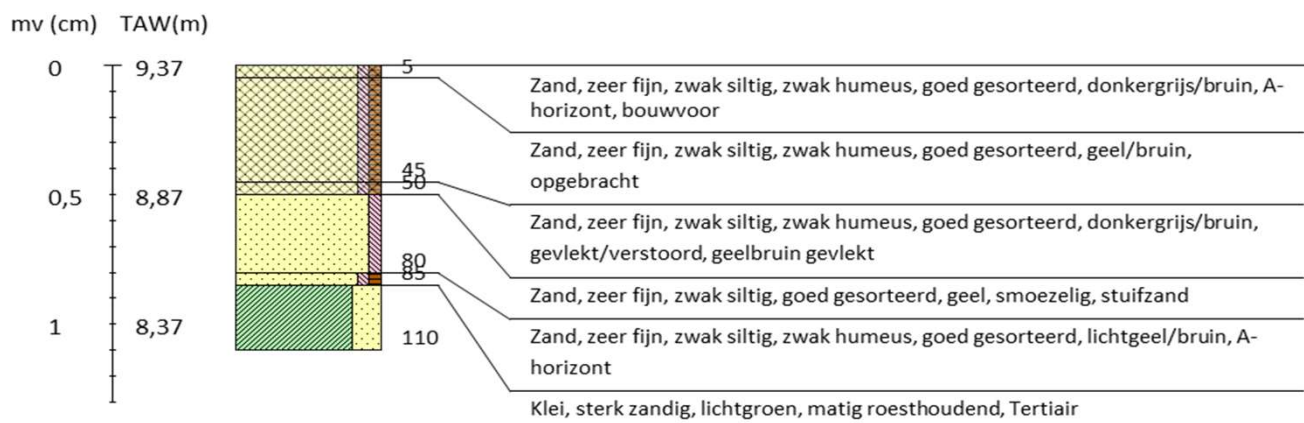 mv (cm) TAW(m)
0 9,37
5
Zand, zeer fijn, zwak siltig, zwak humeus, goed gesorteerd, donkergrijs/bruin, A-
horizont, bouwvoor
Zand, zeer fijn, zwak siltig, zwak humeus, goed gesorteerd, geel/bruin,
opgebracht
45
50
0,5 8,87
Zand, zeer fijn, zwak siltig, zwak humeus, goed gesorteerd, donkergrijs/bruin,
gevlekt/verstoord, geelbruin gevlekt
80
85
Zand, zeer fijn, zwak siltig, goed gesorteerd, geel, smoezelig, stuifzand
1 8,37
110
Zand, zeer fijn, zwak siltig, zwak humeus, goed gesorteerd, lichtgeel/bruin, A-
horizont
Klei, sterk zandig, lichtgroen, matig roesthoudend, Tertiair